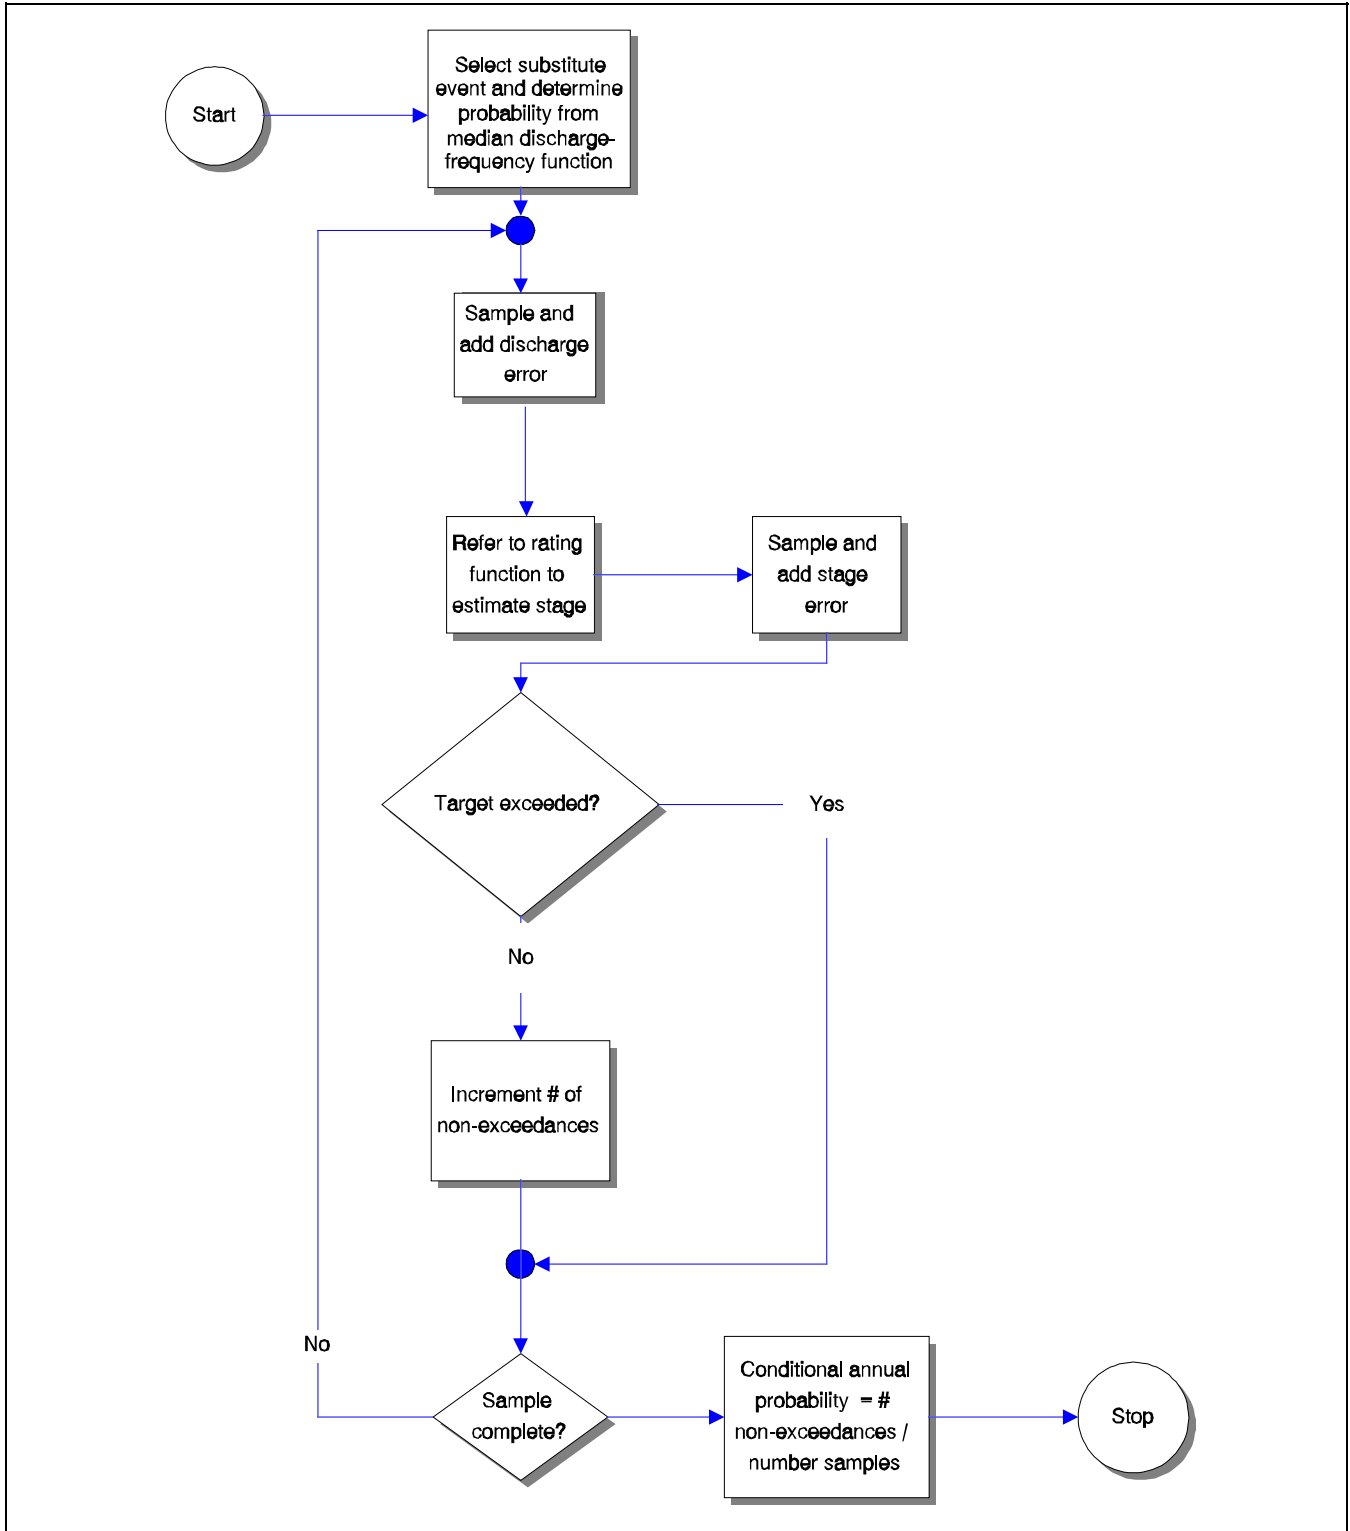 Start
Select substitute
event and determine
probability from
median discharge-
frequency function
Sample and
add discharge
error
Refer to rating
function to
estimate stage
Sample and
add stage
error
Target exceeded?
Yes
No
Increment # of
non-exceedances
No
Sample
complete?
Conditional annual
probability = #
non-exceedances /
number samples
Stop